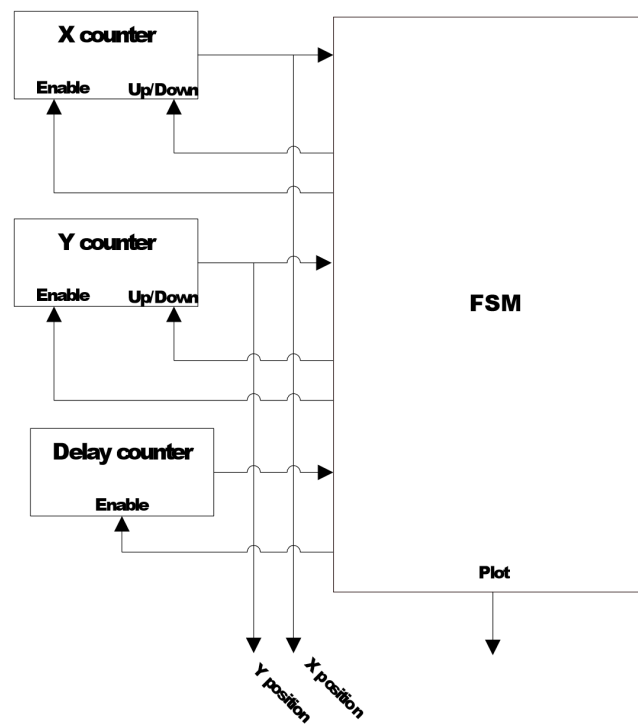 X counter
Enable Up/Down
Y counter
Enable Up/Down
FSM
Delay counter
Enable
Plot
Y position
X position